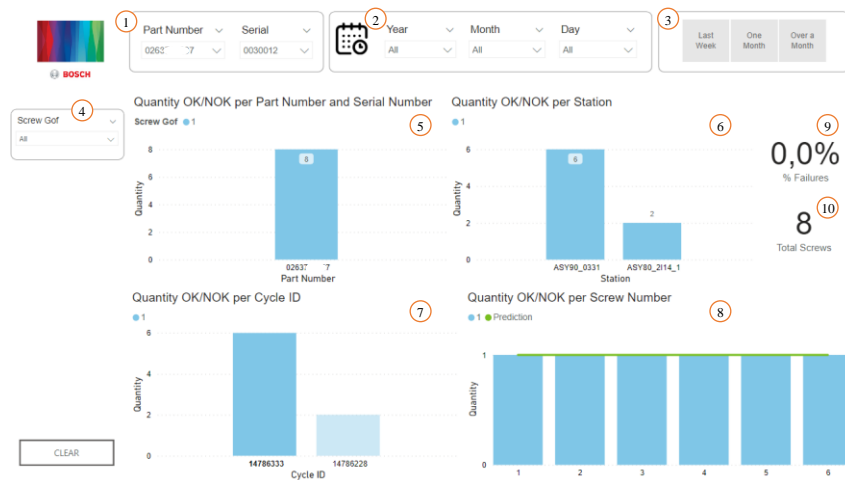 1
Part Number
Serial
0263 7
0030012
2
Year
Month
Day
All
All
All
3
Last Week
One Month
Over a Month
BOSCH
4
Screw Gof
All
Quantity OK/NOK per Part Number and Serial Number
Screw Gof 1
5
8
6
4
2
0
Quantity
8
02637 7
Part Number
Quantity OK/NOK per Station
1
6
6
4
2
0
Quantity
6
2
ASY90_0331
ASY80_2I14_1
Station
9
0,0%
% Failures
10
8
Total Screws
Quantity OK/NOK per Cycle ID
1
7
6
4
2
0
Quantity
14786333
14786228
Cycle ID
Quantity OK/NOK per Screw Number
1 Prediction
8
1
0
Quantity
1
2
3
4
5
6
CLEAR